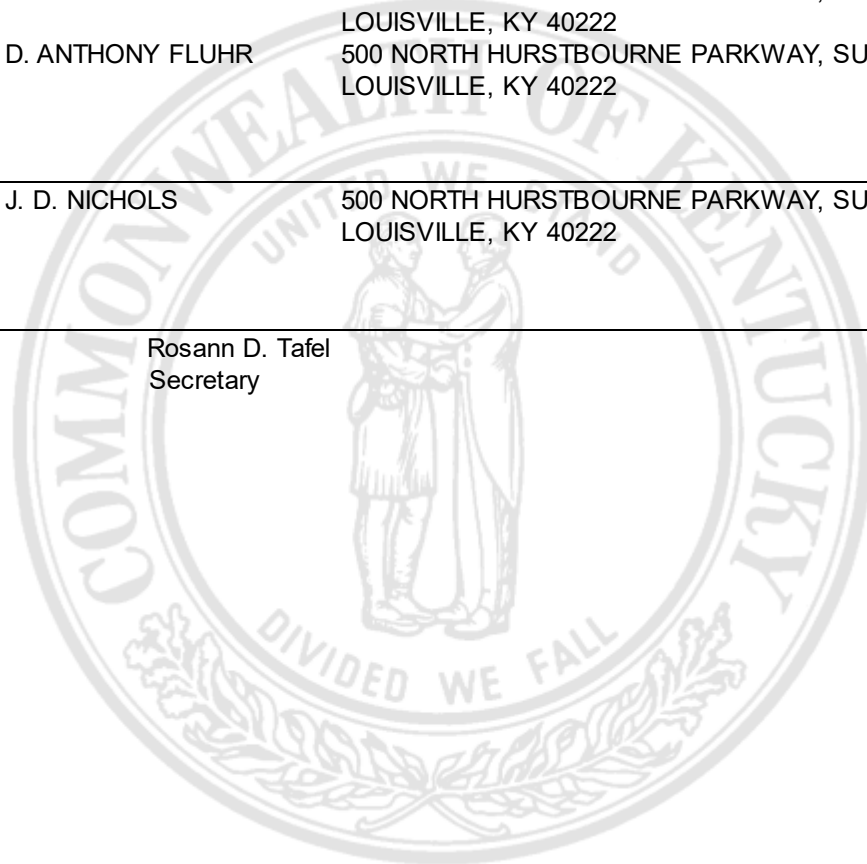 LOUISVILLE, KY 40222
D. ANTHONY FLUHR 500 NORTH HURSTBOURNE PARKWAY, SU
LOUISVILLE, KY 40222
J. D. NICHOLS 500 NORTH HURSTBOURNE PARKWAY, SU
LOUISVILLE, KY 40222
Rosann D. Tafel
Secretary
COMMONWEALTH OF KENTUCKY
UNITED WE STAND
DIVIDED WE FALL